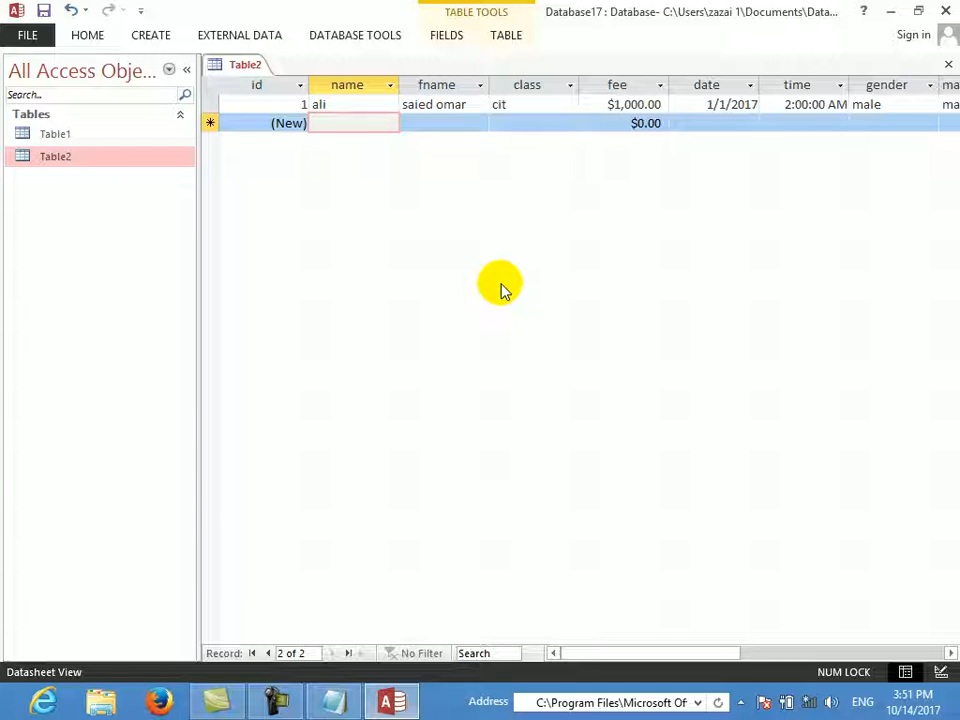 TABLE TOOLS
Database17 : Database- C:\Users\zazai 1\Documents\Data...
?
FILE HOME CREATE EXTERNAL DATA DATABASE TOOLS FIELDS TABLE Sign in
All Access Obje...
Search..
Tables
Table1
Table2
Table2
id name fname class fee date time gender ma
1 ali saied omar cit $1,000.00 1/1/2017 2:00:00 AM male ma
(New) $0.00
Record: 2 of 2 No Filter Search
Datasheet View NUM LOCK
Address C:\Program Files\Microsoft Of ENG 3:51 PM
10/14/2017